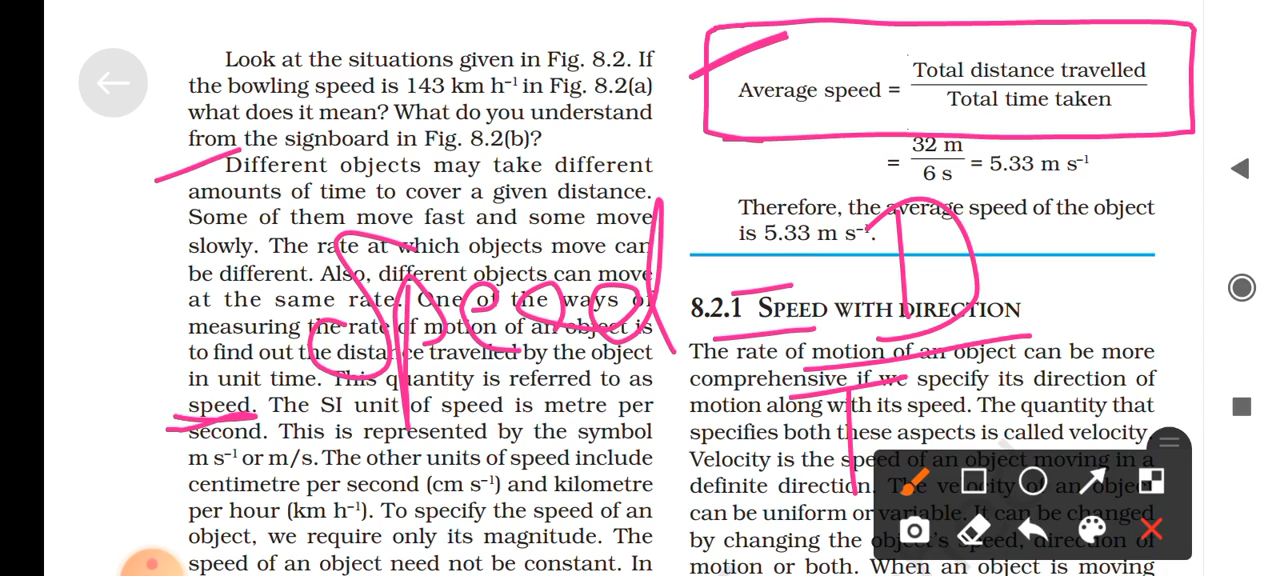 Look at the situations given in Fig. 8.2. If
the bowling speed is 143 km h⁻¹ in Fig. 8.2(a)
what does it mean? What do you understand
from the signboard in Fig. 8.2(b)?
Different objects may take different
amounts of time to cover a given distance.
Some of them move fast and some move
slowly. The rate at which objects move can
be different. Also, different objects can move
at the same rate. One of the ways of
measuring the rate of motion of an object is
to find out the distance travelled by the object
in unit time. This quantity is referred to as
speed. The SI unit of speed is metre per
second. This is represented by the symbol
m s⁻¹ or m/s. The other units of speed include
centimetre per second (cm s⁻¹) and kilometre
per hour (km h⁻¹). To specify the speed of an
object, we require only its magnitude. The
speed of an object need not be constant. In
Speed
Average speed = Total distance travelled
Total time taken
= 32 m
6 s
= 5.33 m s⁻¹
Therefore, the average speed of the object
is 5.33 m s⁻¹.
D
8.2.1 SPEED WITH DIRECTION
The rate of motion of an object can be more
comprehensive if we specify its direction of
motion along with its speed. The quantity that
specifies both these aspects is called velocity.
Velocity is the speed of an object moving in a
definite direction. The velocity of an object
can be uniform or variable. It can be changed
by changing the object's speed, direction of
motion or both. When an object is moving
T